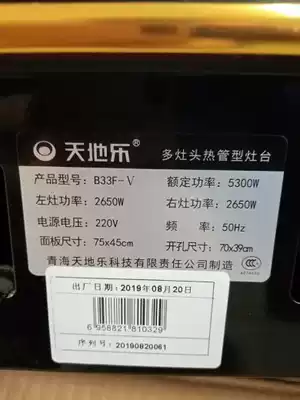 天地乐® 多灶头热管型灶台
产品型号：B33F-V 额定功率：5300W
左灶功率：2650W 右灶功率：2650W
电源电压：220V 频 率：50Hz
面板尺寸：75x45cm 开孔尺寸：70x39cm
青海天地乐科技有限责任公司制造
出厂日期：2019年08月20日
6958821810329
序列号：20190820061